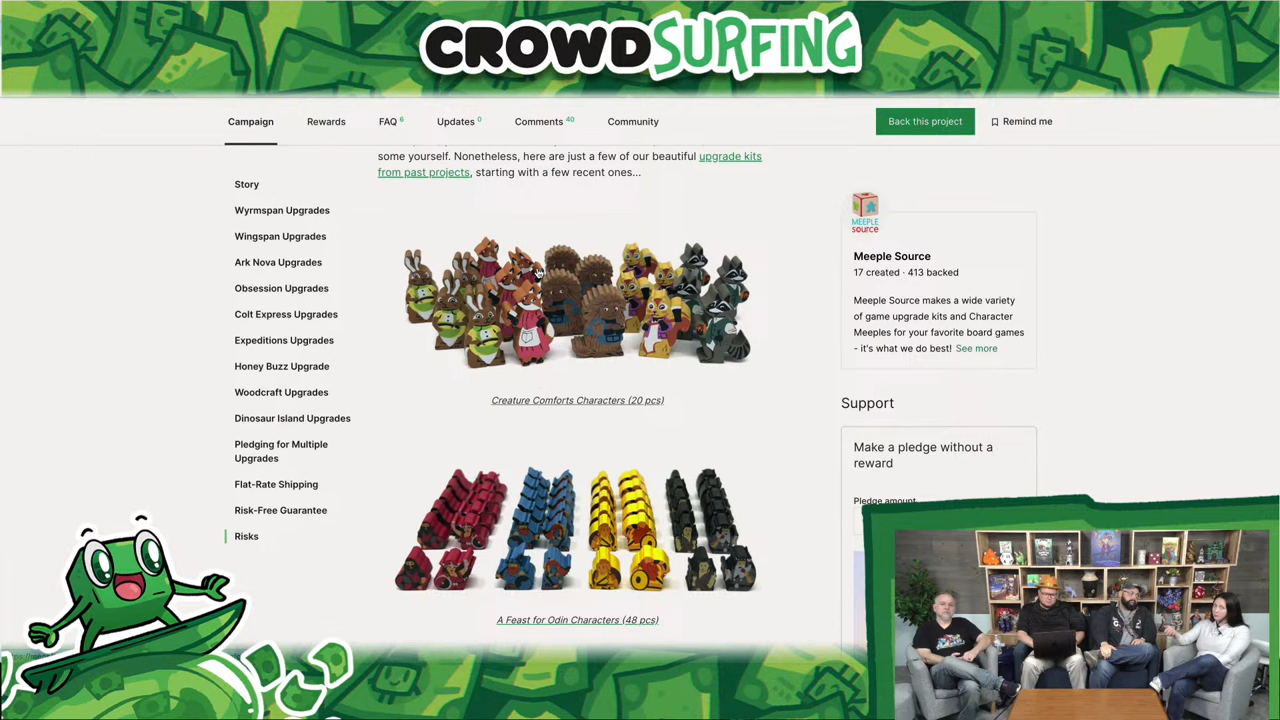 CROWDSURFING
Campaign
Rewards
FAQ 6
Updates 0
Comments 40
Community
Back this project
Remind me
some yourself. Nonetheless, here are just a few of our beautiful upgrade kits
from past projects, starting with a few recent ones...
Story
Wyrmspan Upgrades
Wingspan Upgrades
Ark Nova Upgrades
Obsession Upgrades
Colt Express Upgrades
Expeditions Upgrades
Honey Buzz Upgrade
Woodcraft Upgrades
Dinosaur Island Upgrades
Pledging for Multiple
Upgrades
Flat-Rate Shipping
Risk-Free Guarantee
Risks
Creature Comforts Characters (20 pcs)
A Feast for Odin Characters (48 pcs)
MEEPLE
source
Meeple Source
17 created · 413 backed
Meeple Source makes a wide variety
of game upgrade kits and Character
Meeples for your favorite board games
- it's what we do best! See more
Support
Make a pledge without a
reward
Pledge amount